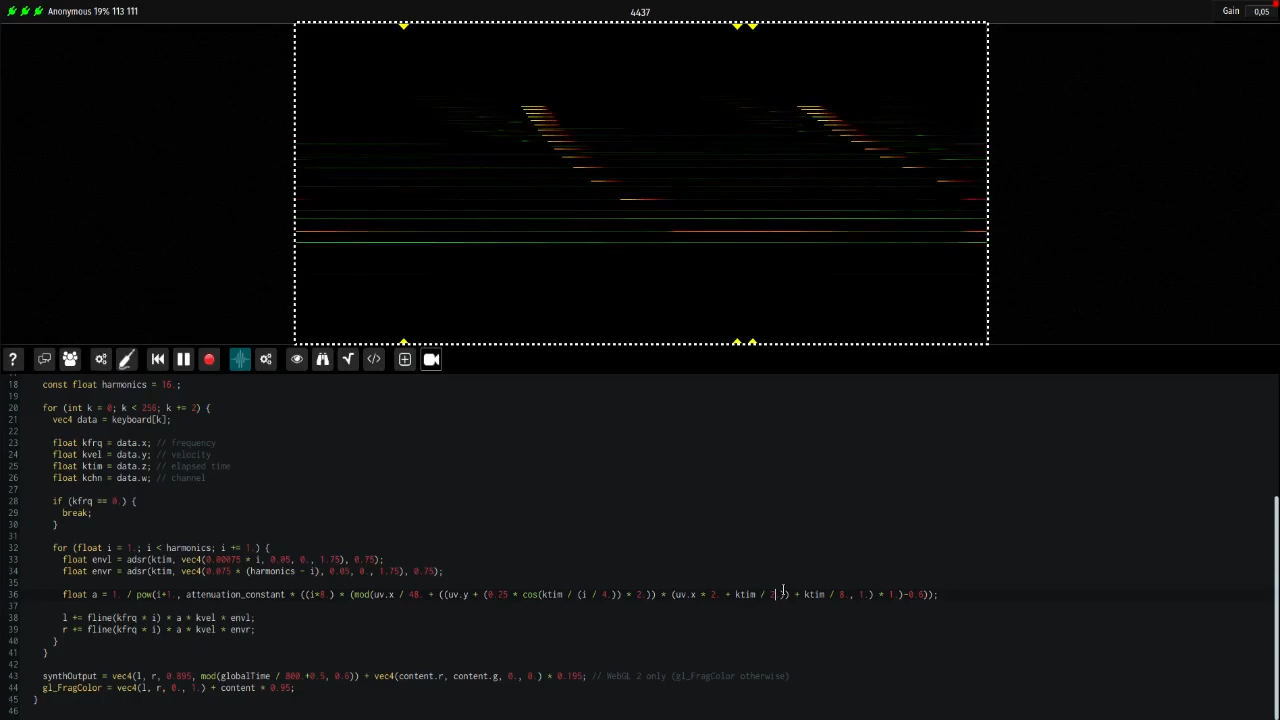 Anonymous 19% 113 111
4437
Gain 0,05
18 const float harmonics = 16.;
19
20 for (int k = 0; k < 256; k += 2) {
21 vec4 data = keyboard[k];
22
23 float kfrq = data.x; // frequency
24 float kvel = data.y; // velocity
25 float ktim = data.z; // elapsed time
26 float kchn = data.w; // channel
27
28 if (kfrq == 0.) {
29 break;
30 }
31
32 for (float i = 1.; i < harmonics; i += 1.) {
33 float envl = adsr(ktim, vec4(0.00075 * i, 0.05, 0., 1.75), 0.75);
34 float envr = adsr(ktim, vec4(0.075 * (harmonics - i), 0.05, 0., 1.75), 0.75);
35
36 float a = 1. / pow(i+1., attenuation_constant * ((i*8.) * (mod(uv.x / 48. + ((uv.y + (0.25 * cos(ktim / (i / 4.)) * 2.)) * (uv.x * 2. + ktim / 2.)) + ktim / 8., 1.) * 1.)-0.6));
37
38 l += fline(kfrq * i) * a * kvel * envl;
39 r += fline(kfrq * i) * a * kvel * envr;
40 }
41 }
42
43 synthOutput = vec4(l, r, 0.895, mod(globalTime / 800.+0.5, 0.6)) + vec4(content.r, content.g, 0., 0.) * 0.195; // WebGL 2 only (gl_FragColor otherwise)
44 gl_FragColor = vec4(l, r, 0., 1.) + content * 0.95;
45 }
46